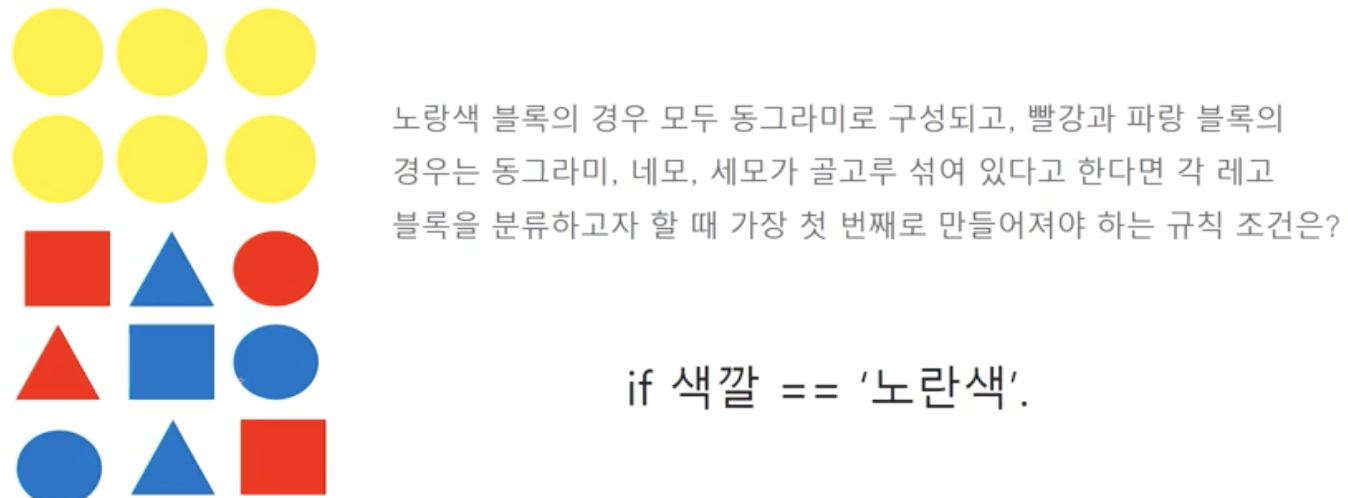 노랑색 블록의 경우 모두 동그라미로 구성되고, 빨강과 파랑 블록의
경우는 동그라미, 네모, 세모가 골고루 섞여 있다고 한다면 각 레고
블록을 분류하고자 할 때 가장 첫 번째로 만들어져야 하는 규칙 조건은?
if 색깔 == '노란색'.